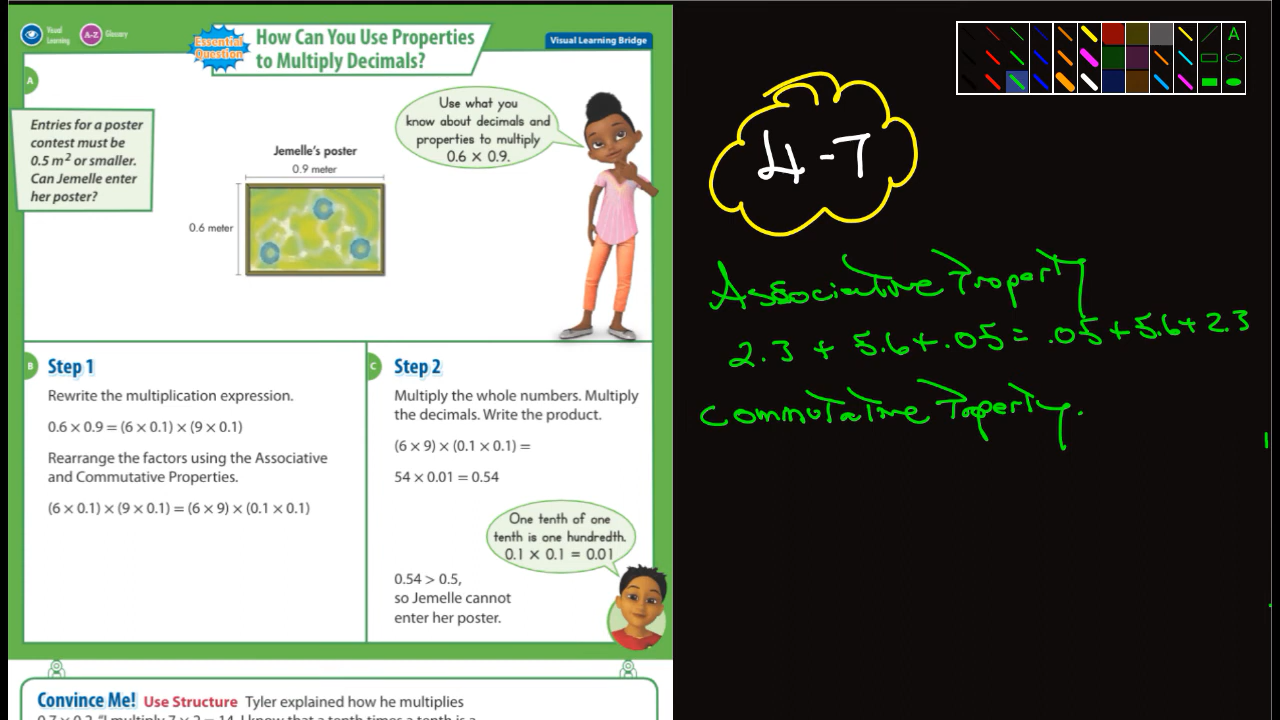 Visual Learning
A-Z Glossary
Essential Question
How Can You Use Properties
to Multiply Decimals?
Visual Learning Bridge
A
Entries for a poster
contest must be
0.5 m² or smaller.
Can Jemelle enter
her poster?
Jemelle's poster
0.9 meter
0.6 meter
Use what you
know about decimals and
properties to multiply
0.6 × 0.9.
B
Step 1
Rewrite the multiplication expression.
0.6 × 0.9 = (6 × 0.1) × (9 × 0.1)
Rearrange the factors using the Associative
and Commutative Properties.
(6 × 0.1) × (9 × 0.1) = (6 × 9) × (0.1 × 0.1)
C
Step 2
Multiply the whole numbers. Multiply
the decimals. Write the product.
(6 × 9) × (0.1 × 0.1) =
54 × 0.01 = 0.54
One tenth of one
tenth is one hundredth.
0.1 × 0.1 = 0.01
0.54 > 0.5,
so Jemelle cannot
enter her poster.
Convince Me! Use Structure Tyler explained how he multiplies
A
4-7
Associative Property
2.3 + 5.6+.05= .05+5.6+2.3
Commutative Property.